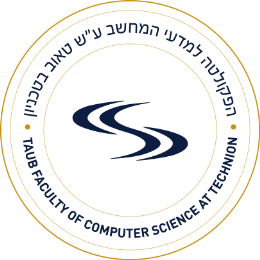 הפקולטה למדעי המחשב ע"ש טאוב בטכניון
TAUB FACULTY OF COMPUTER SCIENCE AT TECHNION